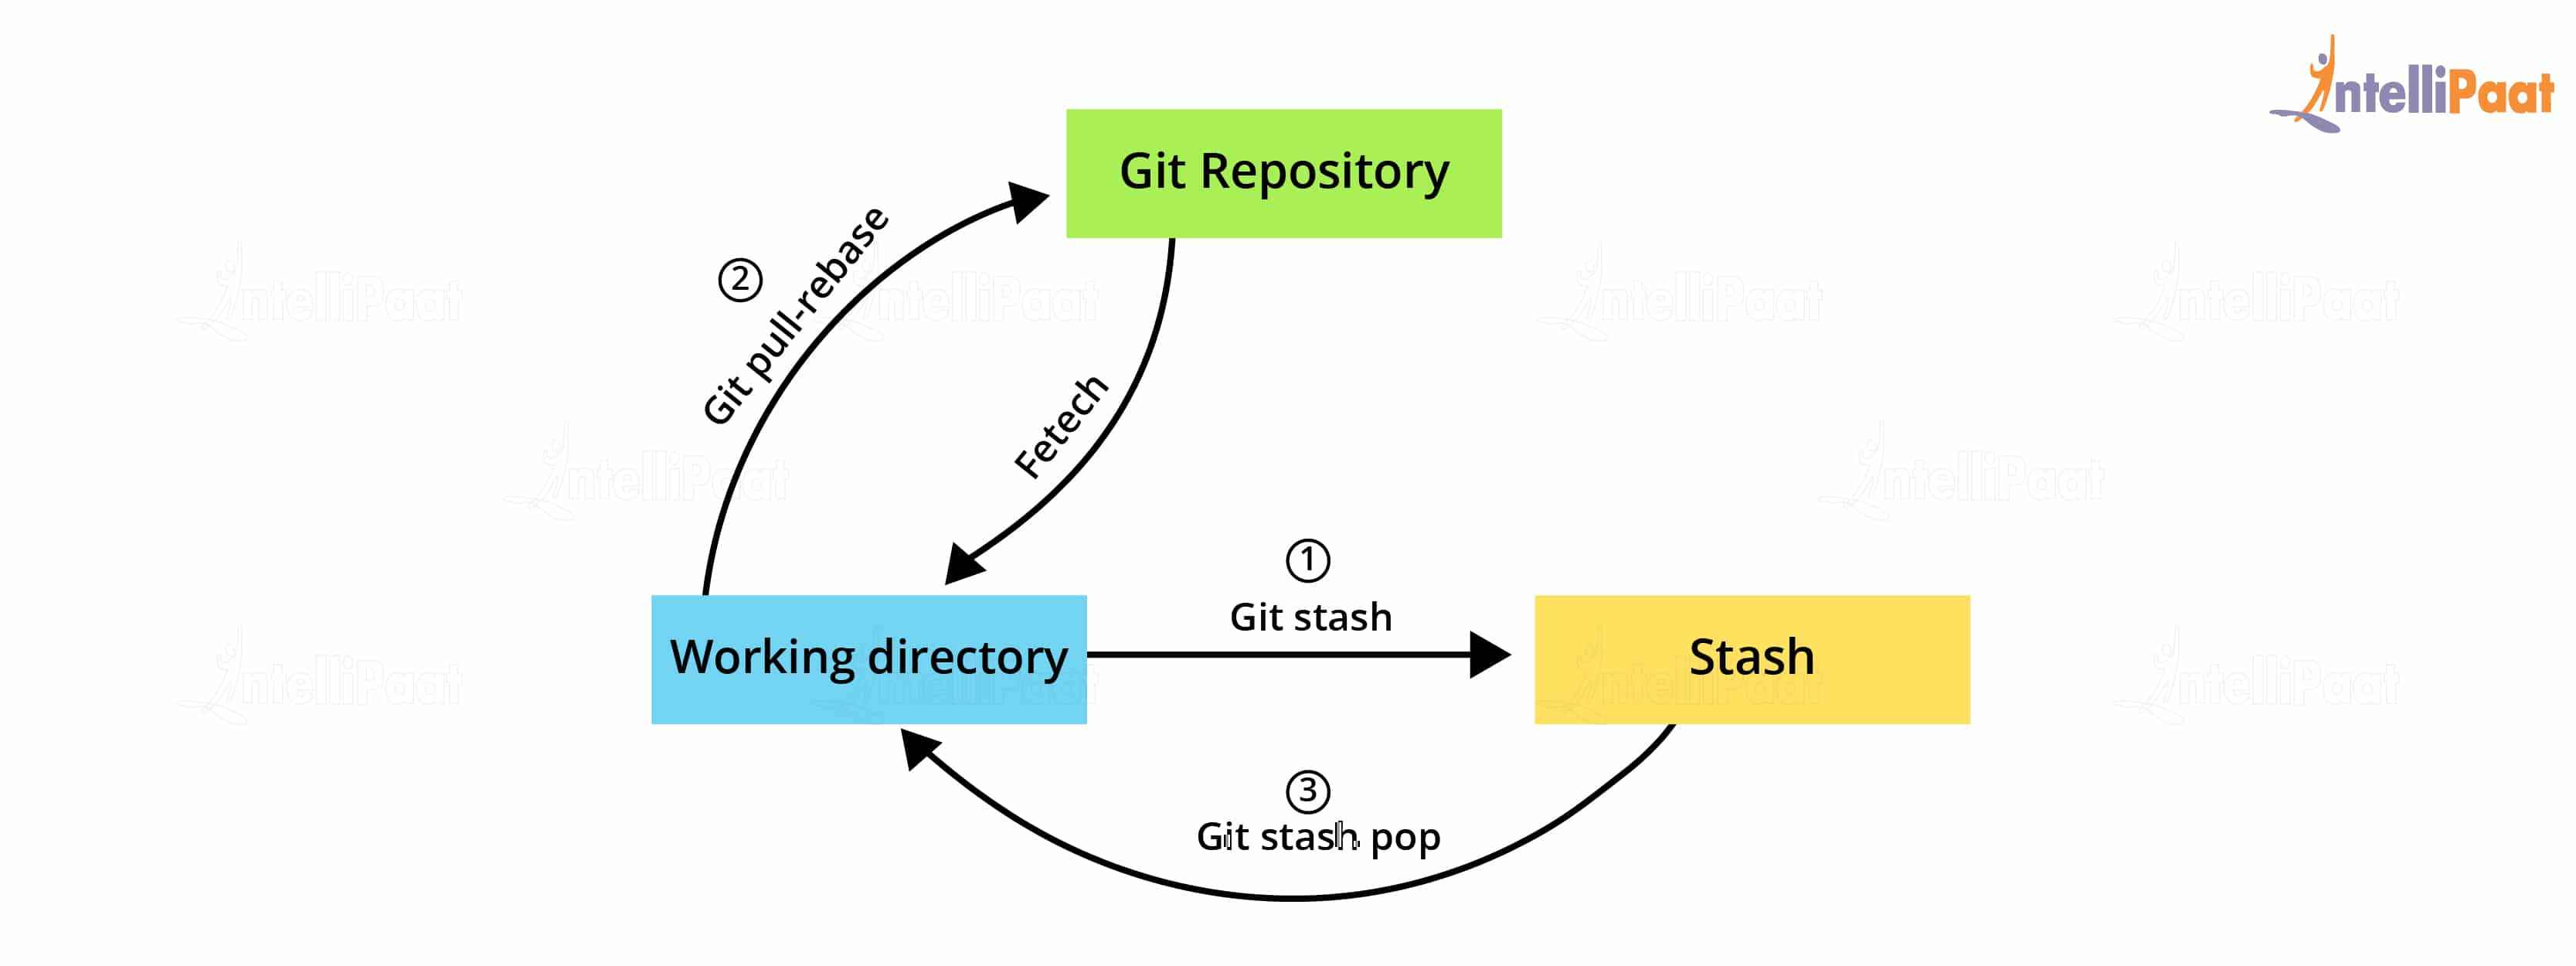 IntelliPaat
Git Repository
2
Git pull-rebase
Fetech
1
Git stash
Working directory
Stash
3
Git stash pop